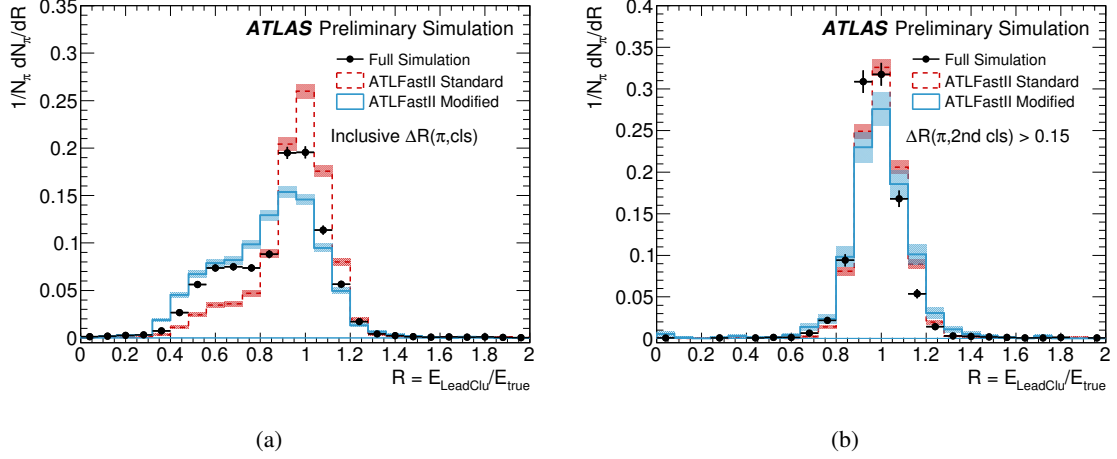 1/Nπ dNπ/dR
0.35
0.3
0.25
0.2
0.15
0.1
0.05
0
ATLAS Preliminary Simulation
Full Simulation
ATLFastII Standard
ATLFastII Modified
Inclusive ΔR(π,cls)
0 0.2 0.4 0.6 0.8 1 1.2 1.4 1.6 1.8 2
R = E_LeadClu/E_true
(a)
1/Nπ dNπ/dR
0.4
0.35
0.3
0.25
0.2
0.15
0.1
0.05
0
ATLAS Preliminary Simulation
Full Simulation
ATLFastII Standard
ATLFastII Modified
ΔR(π,2nd cls) > 0.15
0 0.2 0.4 0.6 0.8 1 1.2 1.4 1.6 1.8 2
R = E_LeadClu/E_true
(b)